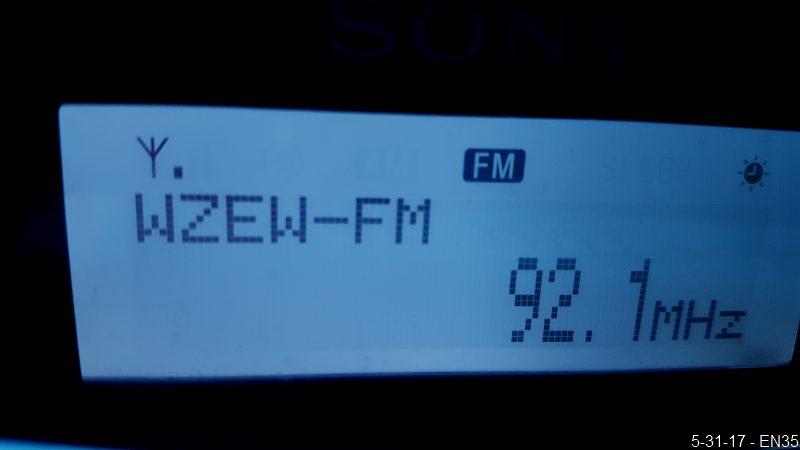 SONY
FM
WZEW-FM
92.1MHz
5-31-17 - EN35